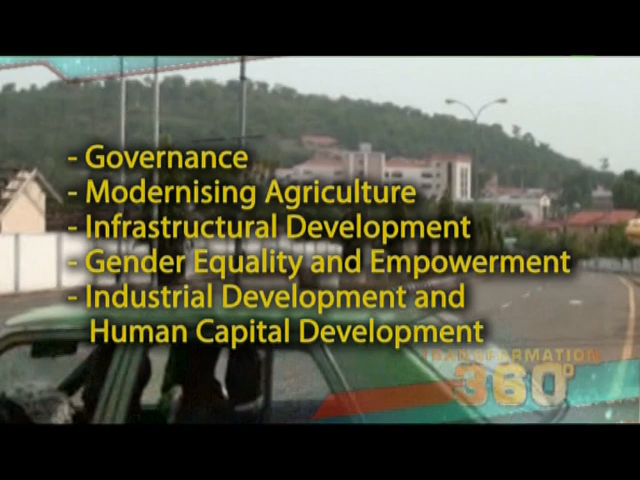 - Governance
- Modernising Agriculture
- Infrastructural Development
- Gender Equality and Empowerment
- Industrial Development and
Human Capital Development
TRANSFORMATION
360°